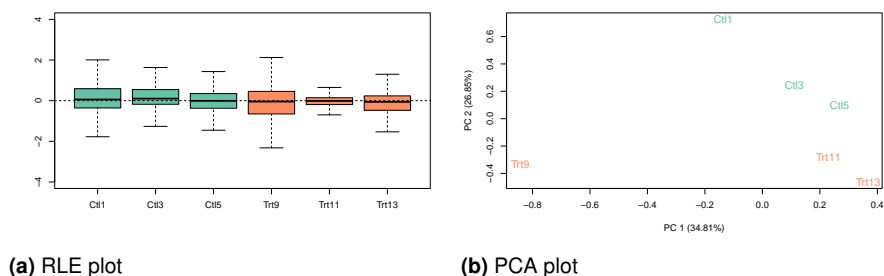 4
2
0
−2
−4
Ctl1 Ctl3 Ctl5 Trt9 Trt11 Trt13
(a) RLE plot
PC 2 (26.85%)
0.6
0.4
0.2
0.0
−0.2
−0.4
Ctl1
Ctl3
Ctl5
Trt11
Trt9
Trt13
−0.8 −0.6 −0.4 −0.2 0.0 0.2 0.4
PC 1 (34.81%)
(b) PCA plot